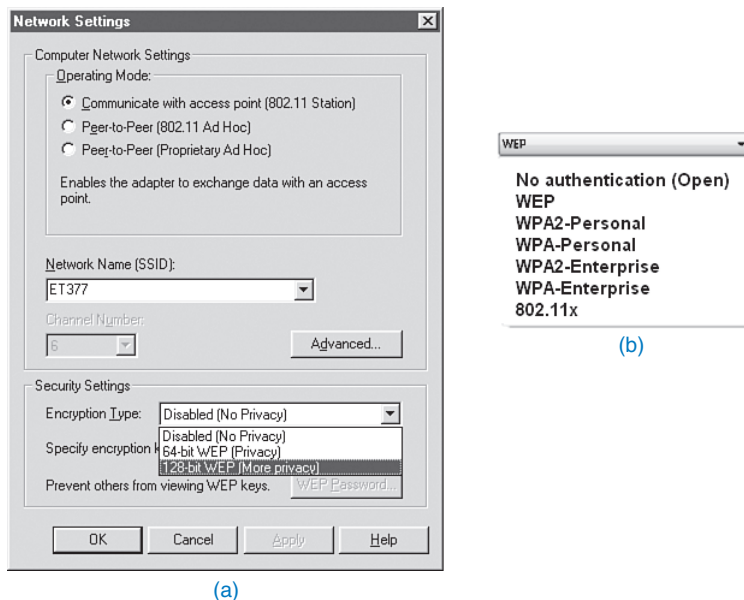 Network Settings
Computer Network Settings
Operating Mode:
Communicate with access point (802.11 Station)
Peer-to-Peer (802.11 Ad Hoc)
Peer-to-Peer (Proprietary Ad Hoc)
Enables the adapter to exchange data with an access
point.
Network Name (SSID):
ET377
Channel Number:
6
Advanced...
Security Settings
Encryption Type:
Disabled (No Privacy)
Disabled (No Privacy)
64-bit WEP (Privacy)
128-bit WEP (More privacy)
Specify encryption k
Prevent others from viewing WEP keys.
WEP Password...
OK
Cancel
Apply
Help
(a)
WEP
No authentication (Open)
WEP
WPA2-Personal
WPA-Personal
WPA2-Enterprise
WPA-Enterprise
802.11x
(b)